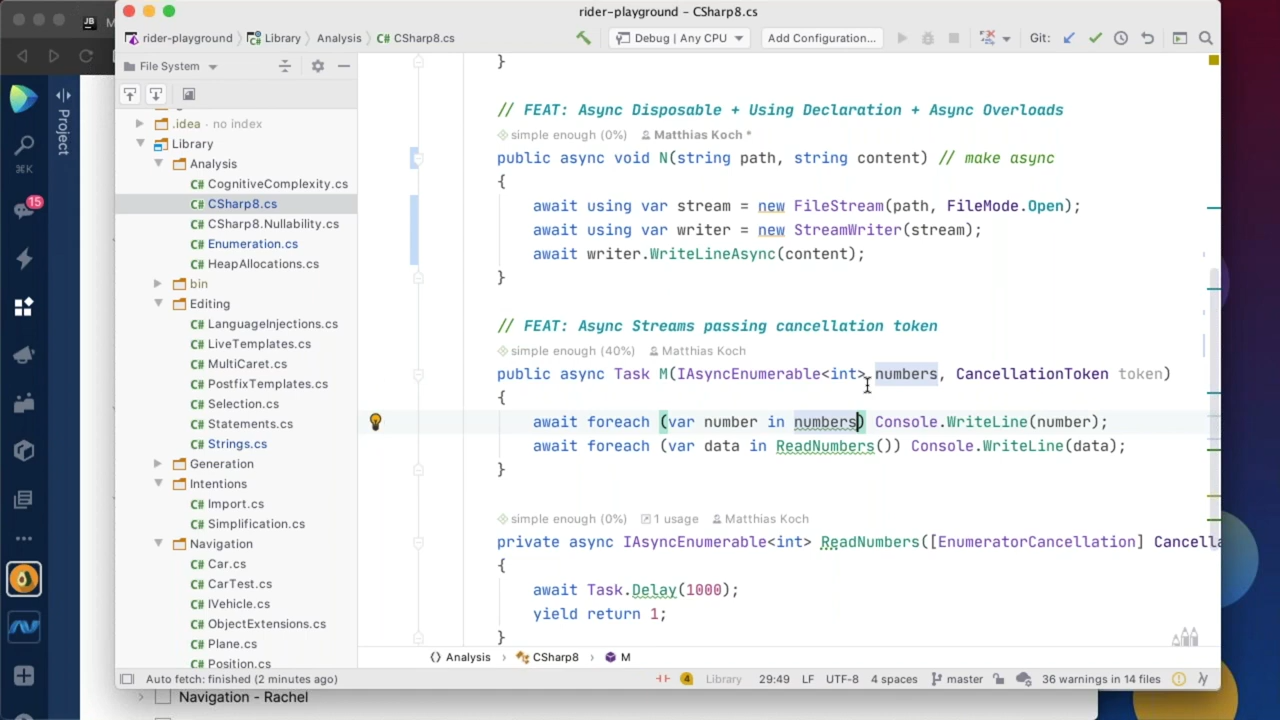 JB M
rider-playground – CSharp8.cs
rider-playground Library Analysis C# CSharp8.cs
Debug | Any CPU
Add Configuration...
Git:
File System
Project
⌘K
15
.idea - no index
Library
Analysis
C# CognitiveComplexity.cs
C# CSharp8.cs
C# CSharp8.Nullability.cs
C# Enumeration.cs
C# HeapAllocations.cs
bin
Editing
C# LanguageInjections.cs
C# LiveTemplates.cs
C# MultiCaret.cs
C# PostfixTemplates.cs
C# Selection.cs
C# Statements.cs
C# Strings.cs
Generation
Intentions
C# Import.cs
C# Simplification.cs
Navigation
C# Car.cs
C# CarTest.cs
C# IVehicle.cs
C# ObjectExtensions.cs
C# Plane.cs
C# Position.cs
}
// FEAT: Async Disposable + Using Declaration + Async Overloads
simple enough (0%) Matthias Koch *
public async void N(string path, string content) // make async
{
await using var stream = new FileStream(path, FileMode.Open);
await using var writer = new StreamWriter(stream);
await writer.WriteLineAsync(content);
}
// FEAT: Async Streams passing cancellation token
simple enough (40%) Matthias Koch
public async Task M(IAsyncEnumerable<int> numbers, CancellationToken token)
{
await foreach (var number in numbers) Console.WriteLine(number);
await foreach (var data in ReadNumbers()) Console.WriteLine(data);
}
simple enough (0%) 1 usage Matthias Koch
private async IAsyncEnumerable<int> ReadNumbers([EnumeratorCancellation] Cancella
{
await Task.Delay(1000);
yield return 1;
}
{} Analysis CSharp8 M
Auto fetch: finished (2 minutes ago)
4 Library 29:49 LF UTF-8 4 spaces master 36 warnings in 14 files
Navigation - Rachel